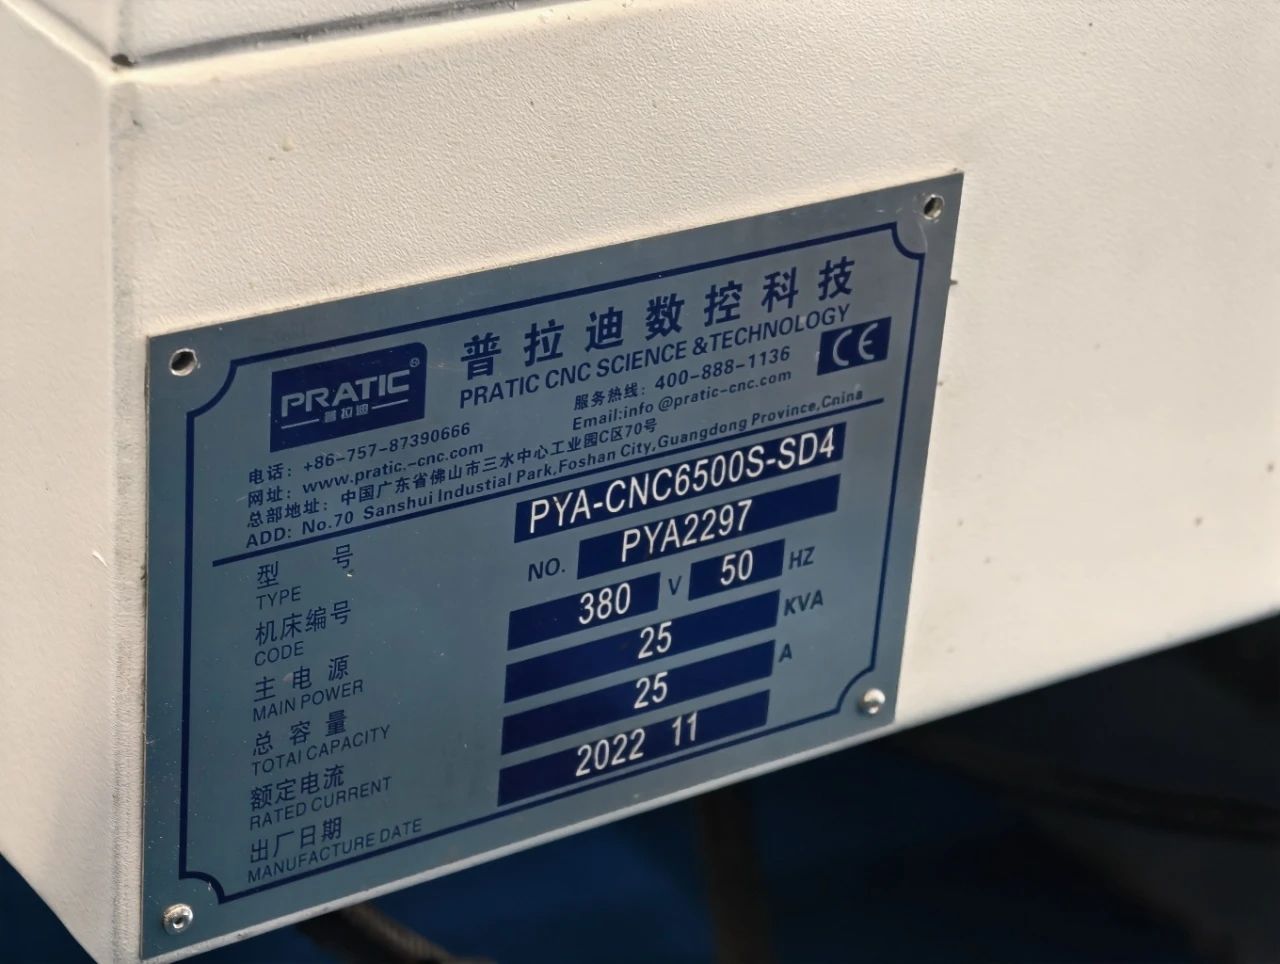 PRATIC®
普拉迪
普拉迪数控科技
PRATIC CNC SCIENCE &TECHNOLOGY
CE
服务热线: 400-888-1136
Email:info @pratic-cnc.com
电话: +86-757-87390666
网址: www.pratic.-cnc.com
总部地址: 中国广东省佛山市三水中心工业园C区70号
ADD: No.70 Sanshui Industial Park,Foshan City,Guangdong Province,Cnina
型号 PYA-CNC6500S-SD4
TYPE
机床编号 NO. PYA2297
CODE
主电源 380 V 50 HZ
MAIN POWER
总容量 25 KVA
TOTAI CAPACITY
额定电流 25 A
RATED CURRENT
出厂日期 2022 11
MANUFACTURE DATE